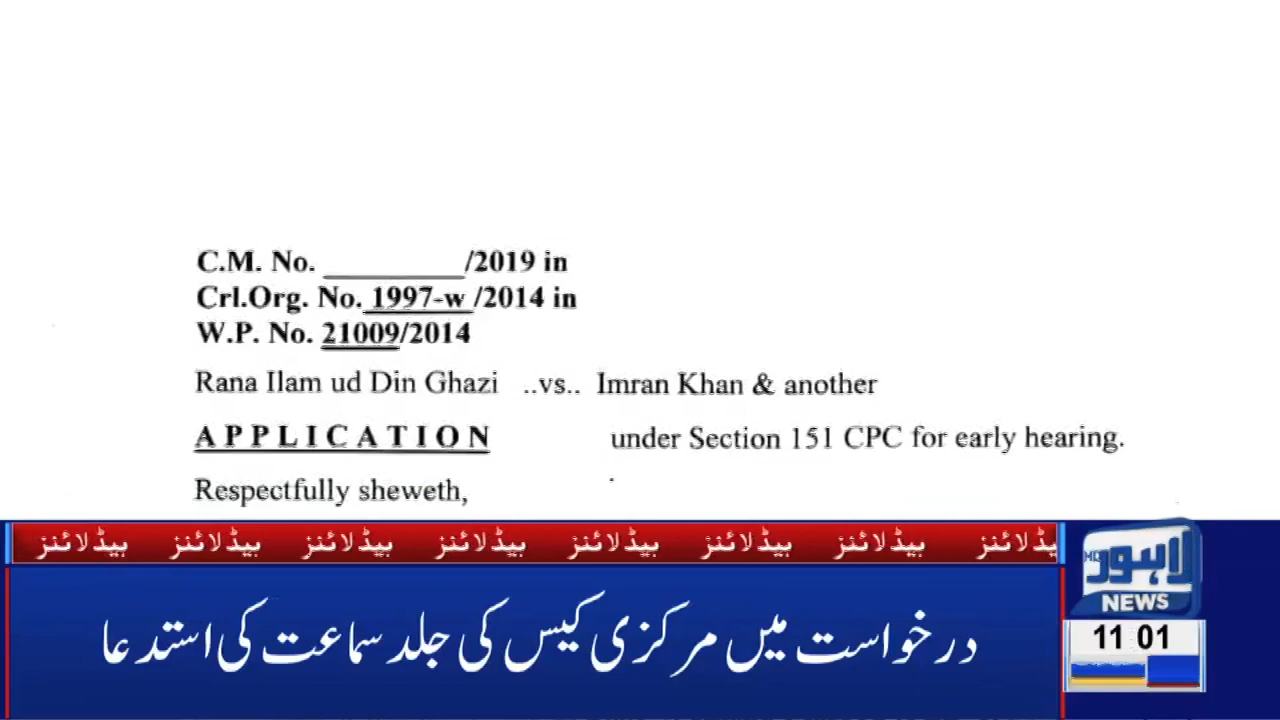 C.M. No. __________/2019 in
Crl.Org. No. 1997-w /2014 in
W.P. No. 21009/2014
Rana Ilam ud Din Ghazi ..vs.. Imran Khan & another
APPLICATION under Section 151 CPC for early hearing.
Respectfully sheweth,
ہیڈلائنز ہیڈلائنز ہیڈلائنز ہیڈلائنز ہیڈلائنز ہیڈلائنز ہیڈلائنز یڈلائنز
درخواست میں مرکزی کیس کی جلد سماعت کی استدعا
لاہور
NEWS
11 01